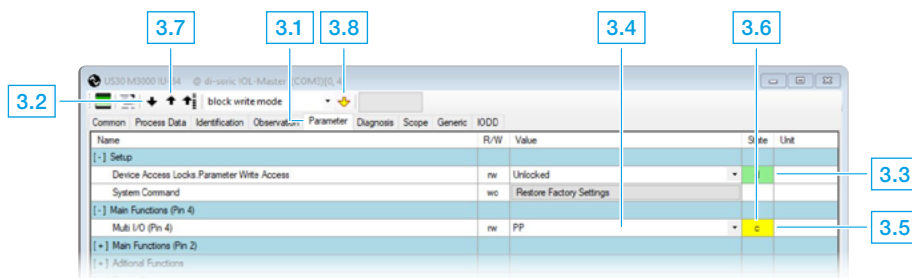 3.7
3.1
3.8
3.4
3.6
3.2
US30 M3000 IU-B4 @ di-soric IOL-Master (COM3)[0, 4]
block write mode
Common Process Data Identification Observation Parameter Diagnosis Scope Generic IODD
Name R/W Value State Unit
[-] Setup
Device Access Locks.Parameter Write Access rw Unlocked
3.3
System Command wo Restore Factory Settings
[-] Main Functions (Pin 4)
Multi I/O (Pin 4) rw PP c
3.5
[+] Main Functions (Pin 2)
[+] Adtional Functions